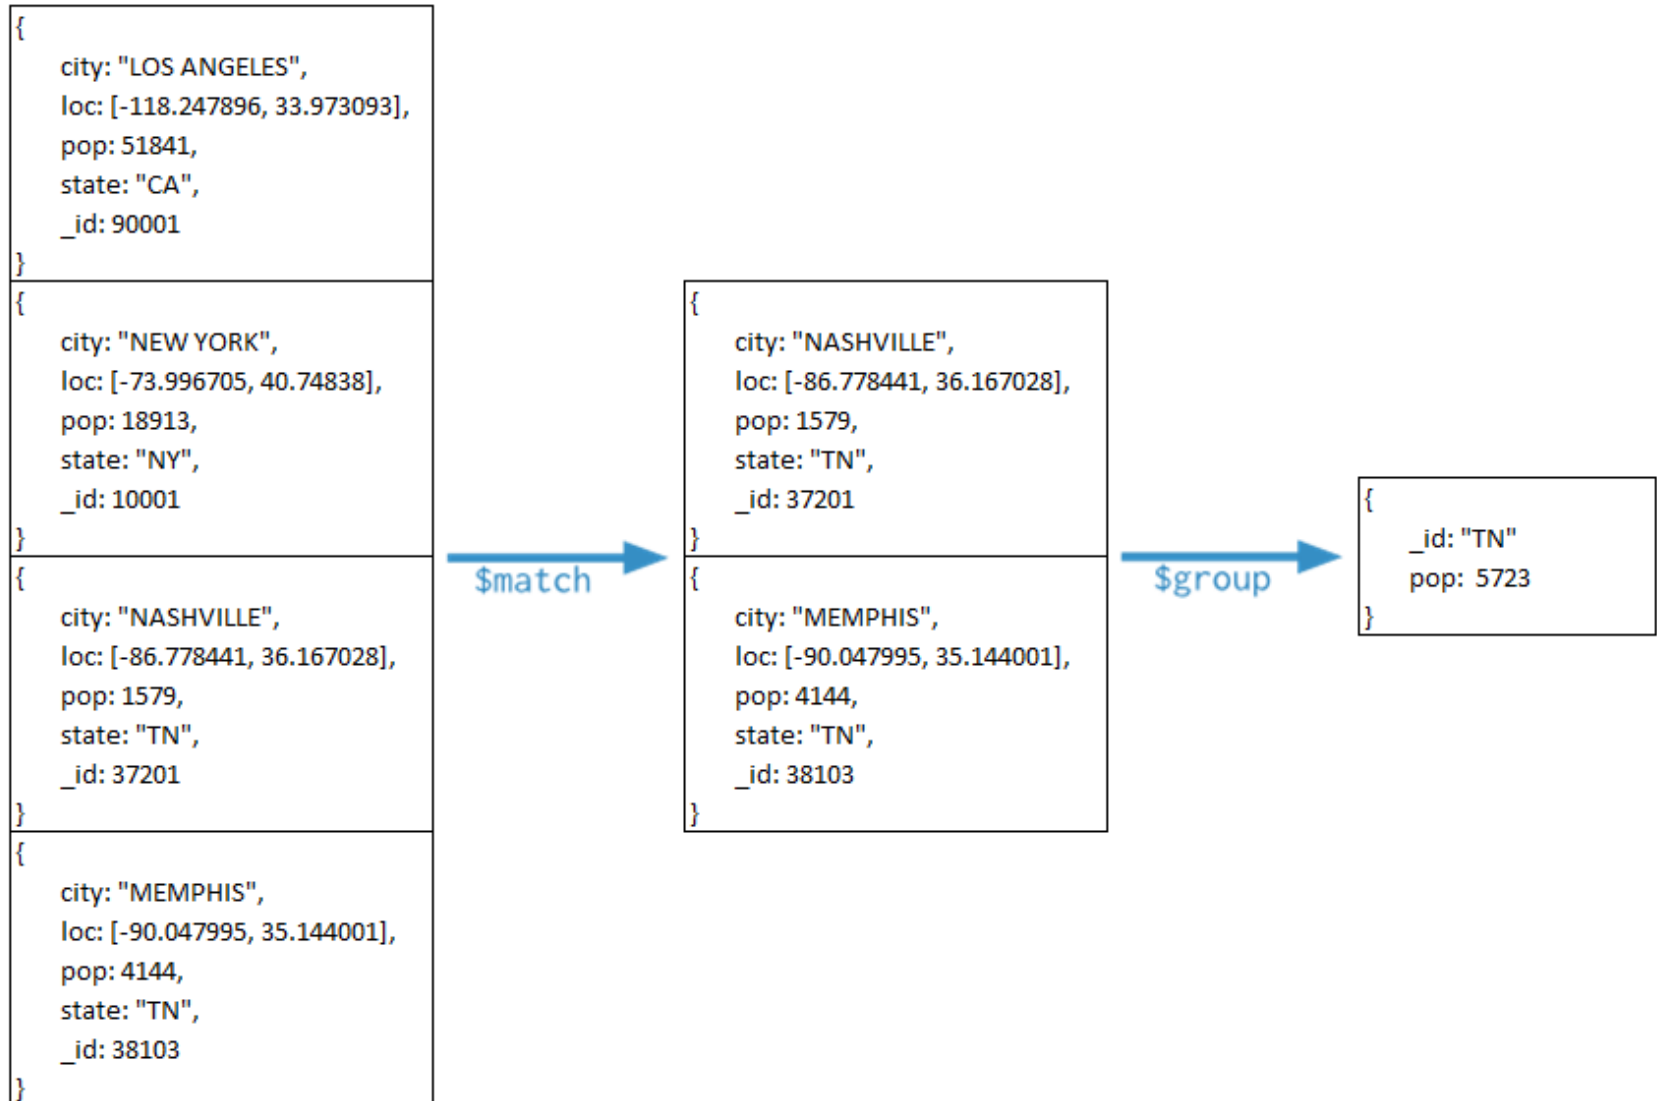 {
city: "LOS ANGELES",
loc: [-118.247896, 33.973093],
pop: 51841,
state: "CA",
_id: 90001
}
{
city: "NEW YORK",
loc: [-73.996705, 40.74838],
pop: 18913,
state: "NY",
_id: 10001
}
{
city: "NASHVILLE",
loc: [-86.778441, 36.167028],
pop: 1579,
state: "TN",
_id: 37201
}
{
city: "MEMPHIS",
loc: [-90.047995, 35.144001],
pop: 4144,
state: "TN",
_id: 38103
}
$match
{
city: "NASHVILLE",
loc: [-86.778441, 36.167028],
pop: 1579,
state: "TN",
_id: 37201
}
{
city: "MEMPHIS",
loc: [-90.047995, 35.144001],
pop: 4144,
state: "TN",
_id: 38103
}
$group
{
_id: "TN"
pop: 5723
}